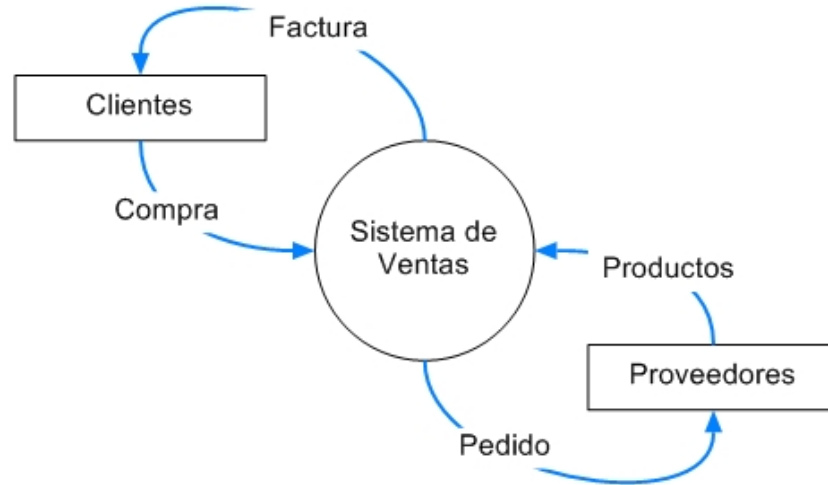 Factura
Clientes
Compra
Sistema de
Ventas
Productos
Proveedores
Pedido